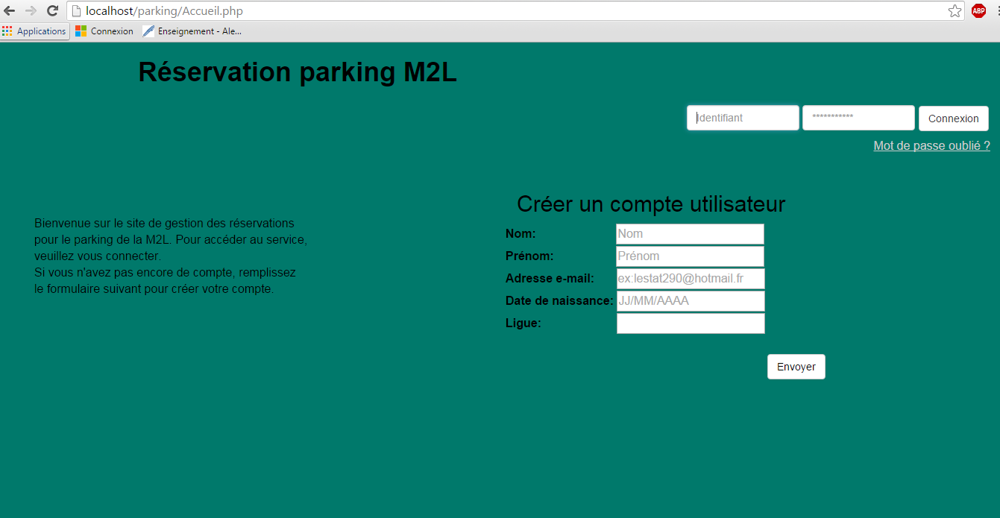 localhost/parking/Accueil.php
ABP
Applications
Connexion
Enseignement - Ale...
Réservation parking M2L
Identifiant
***********
Connexion
Mot de passe oublié ?
Créer un compte utilisateur
Bienvenue sur le site de gestion des réservations
pour le parking de la M2L. Pour accéder au service,
veuillez vous connecter.
Si vous n'avez pas encore de compte, remplissez
le formulaire suivant pour créer votre compte.
Nom: Nom
Prénom: Prénom
Adresse e-mail: ex:lestat290@hotmail.fr
Date de naissance: JJ/MM/AAAA
Ligue:
Envoyer